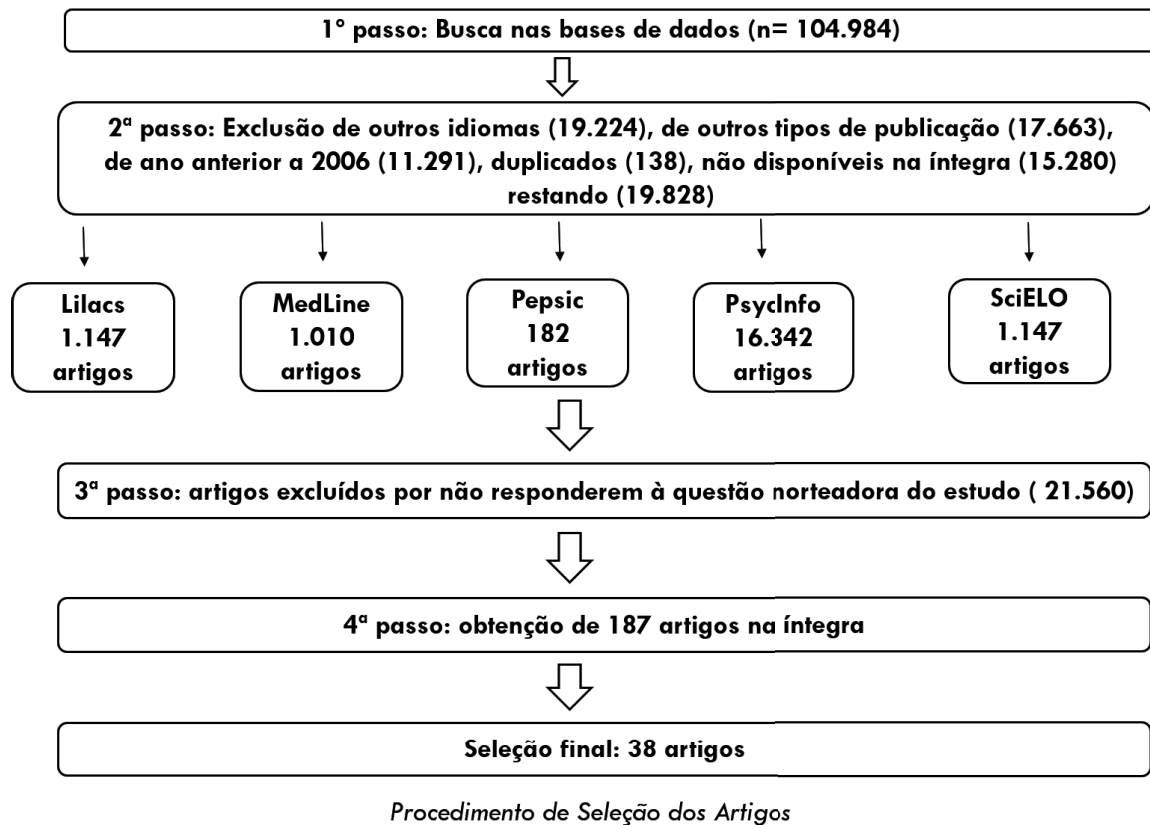 1° passo: Busca nas bases de dados (n= 104.984)
2ª passo: Exclusão de outros idiomas (19.224), de outros tipos de publicação (17.663),
de ano anterior a 2006 (11.291), duplicados (138), não disponíveis na íntegra (15.280)
restando (19.828)
Lilacs
1.147
artigos
MedLine
1.010
artigos
Pepsic
182
artigos
PsycInfo
16.342
artigos
SciELO
1.147
artigos
3ª passo: artigos excluídos por não responderem à questão norteadora do estudo ( 21.560)
4ª passo: obtenção de 187 artigos na íntegra
Seleção final: 38 artigos
Procedimento de Seleção dos Artigos